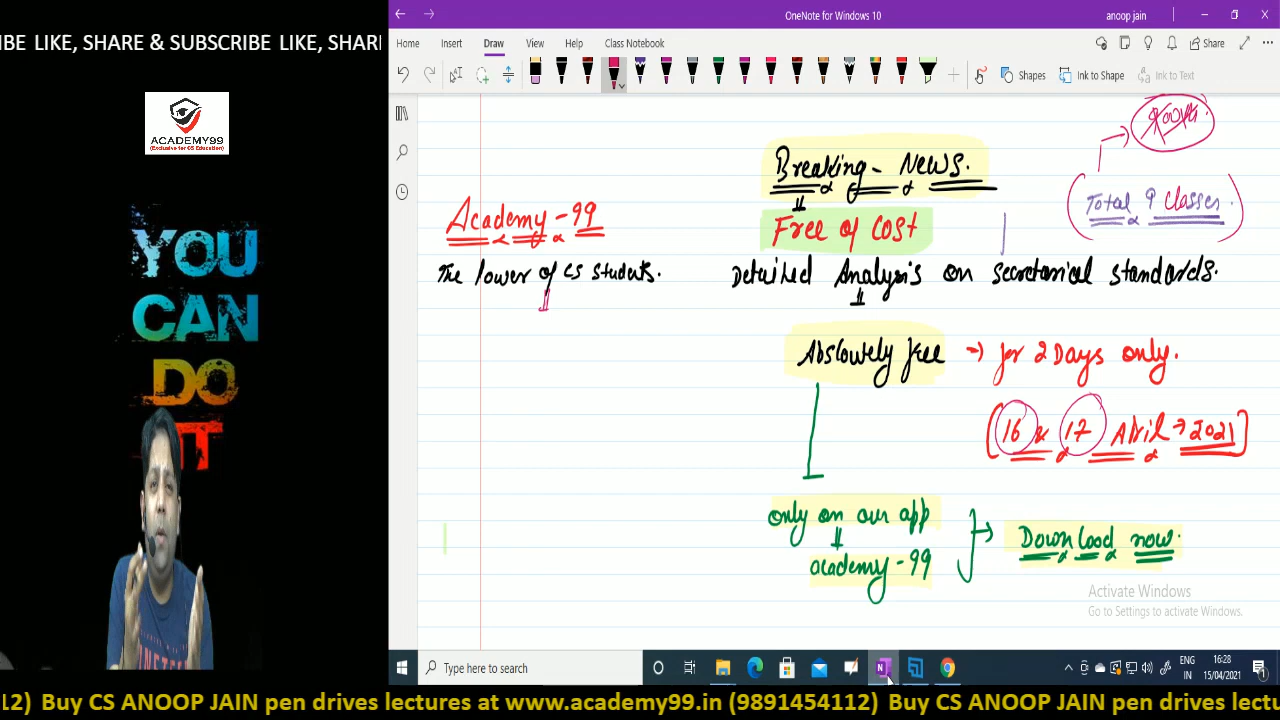 BE LIKE, SHARE & SUBSCRIBE LIKE, SHARI
ACADEMY99
(Exclusive for CS Education)
YOU
CAN
DO
IT
OneNote for Windows 10
anoop jain
Home Insert Draw View Help Class Notebook
Share
Shapes
Ink to Shape
Ink to Text
Breaking - News.
Total 9 Classes.
Academy - 99
Free of Cost
The Power of CS Students.
Detailed Analysis on Secretarial Standards.
Absloutely free → for 2 Days only.
(16 & 17 April → 2021)
only on our app
academy - 99
Download now.
Activate Windows
Go to Settings to activate Windows.
Type here to search
ENG
IN
16:28
15/04/2021
12) Buy CS ANOOP JAIN pen drives lectures at www.academy99.in (9891454112) Buy CS ANOOP JAIN pen drives lectu